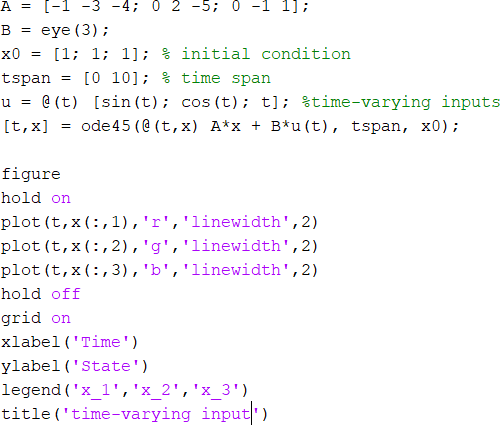 A = [-1 -3 -4; 0 2 -5; 0 -1 1];
B = eye(3);
x0 = [1; 1; 1]; % initial condition
tspan = [0 10]; % time span
u = @(t) [sin(t); cos(t); t]; %time-varying inputs
[t,x] = ode45(@(t,x) A*x + B*u(t), tspan, x0);
figure
hold on
plot(t,x(:,1),'r','linewidth',2)
plot(t,x(:,2),'g','linewidth',2)
plot(t,x(:,3),'b','linewidth',2)
hold off
grid on
xlabel('Time')
ylabel('State')
legend('x_1','x_2','x_3')
title('time-varying input')